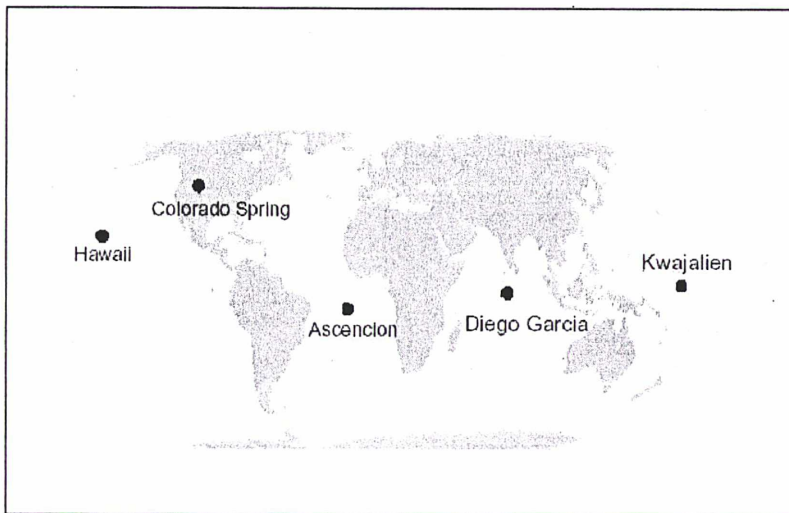 Colorado Spring
Hawaii
Kwajalien
Ascencion
Diego Garcia